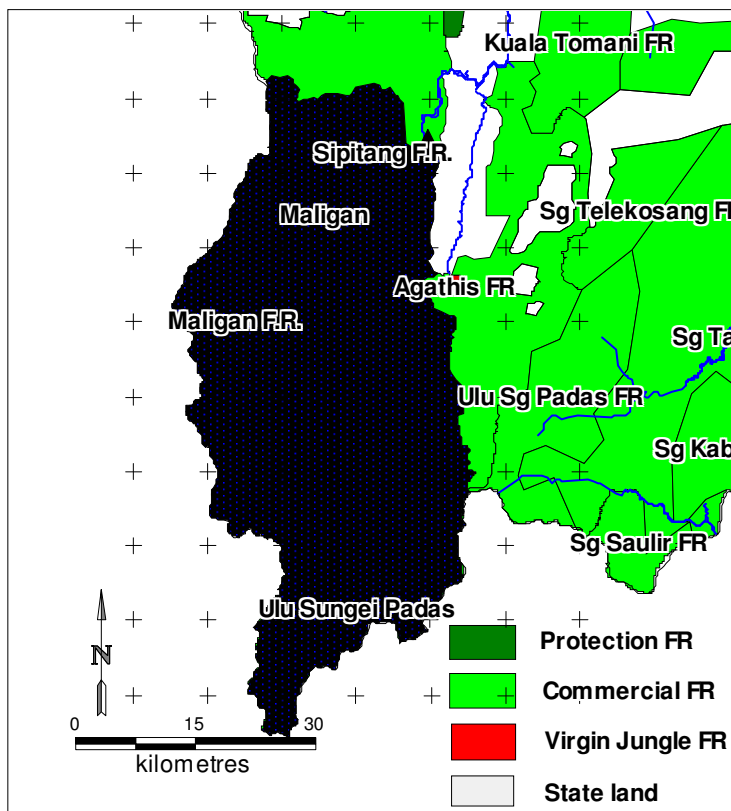 Kuala Tomani FR
Sipitang F.R.
Maligan
Sg Telekosang F
Agathis FR
Maligan F.R.
Sg Ta
Ulu Sg Padas FR
Sg Kab
Sg Saulir FR
Ulu Sungei Padas
N
0 15 30
kilometres
Protection FR
Commercial FR
Virgin Jungle FR
State land